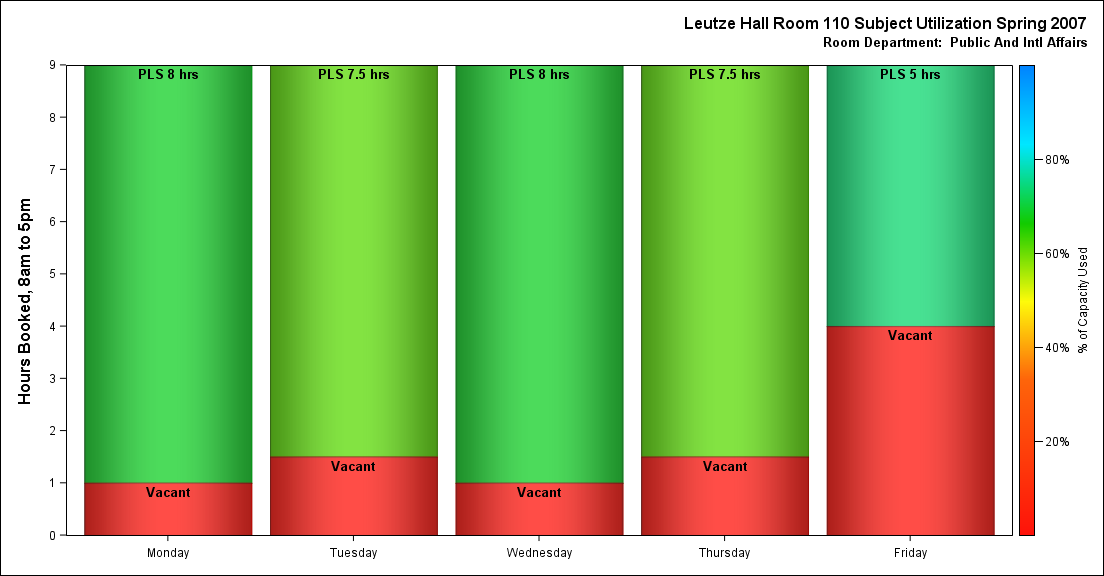 Leutze Hall Room 110 Subject Utilization Spring 2007
Room Department:  Public And Intl Affairs
Hours Booked, 8am to 5pm
9
8
7
6
5
4
3
2
1
0
PLS 8 hrs
Vacant
PLS 7.5 hrs
Vacant
PLS 8 hrs
Vacant
PLS 7.5 hrs
Vacant
PLS 5 hrs
Vacant
Monday
Tuesday
Wednesday
Thursday
Friday
80%
60%
40%
20%
% of Capacity Used